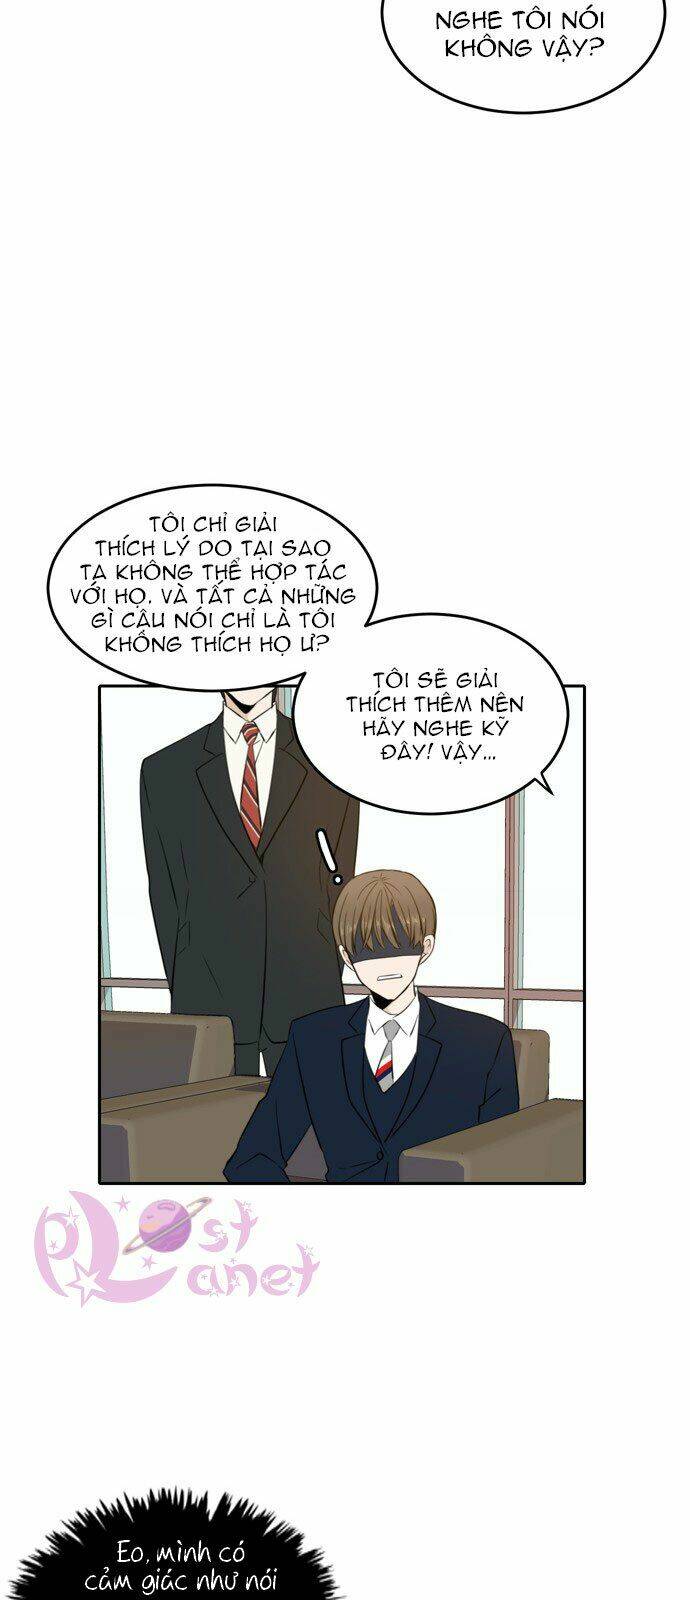 NGHE TÔI NÓI
KHÔNG VẬY?
TÔI CHỈ GIẢI
THÍCH LÝ DO TẠI SAO
TA KHÔNG THỂ HỢP TÁC
VỚI HỌ. VÀ TẤT CẢ NHỮNG
GÌ CẬU NÓI CHỈ LÀ TÔI
KHÔNG THÍCH HỌ Ư?
TÔI SẼ GIẢI
THÍCH THÊM NÊN
HÃY NGHE KỸ
ĐÂY! VẬY...
Lost
Planet
Eo, mình có
cảm giác như nói